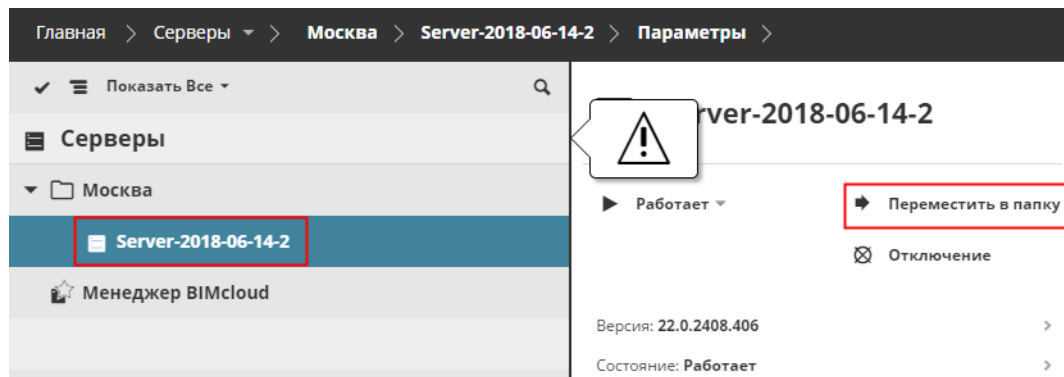 Главная > Серверы > Москва > Server-2018-06-14-2 > Параметры >
Показать Все
Серверы
Москва
Server-2018-06-14-2
Менеджер BIMcloud
rver-2018-06-14-2
Работает
Переместить в папку
Отключение
Версия: 22.0.2408.406
Состояние: Работает